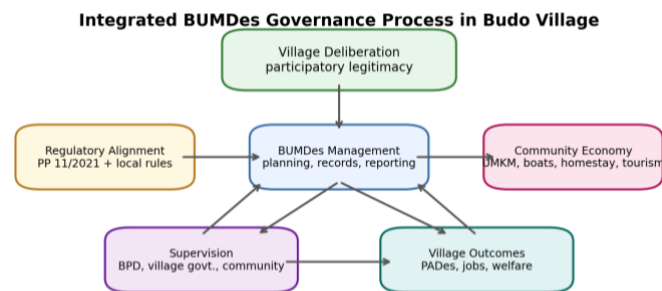 Integrated BUMDes Governance Process in Budo Village
Village Deliberation
participatory legitimacy
Regulatory Alignment
PP 11/2021 + local rules
BUMDes Management
planning, records, reporting
Community Economy
UMKM, boats, homestay, tourism
Supervision
BPD, village govt., community
Village Outcomes
PADes, jobs, welfare